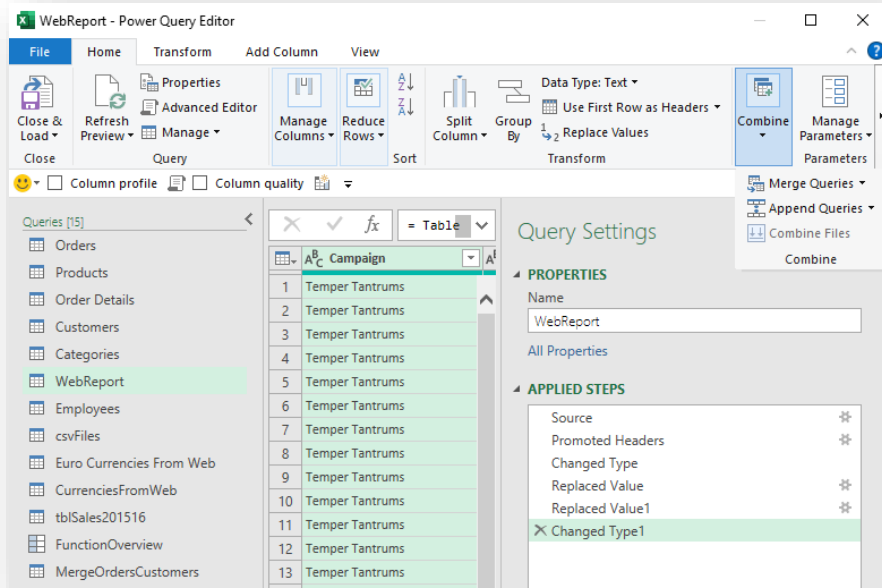 WebReport - Power Query Editor
File Home Transform Add Column View
Close & Load
Refresh Preview
Properties
Advanced Editor
Manage
Manage Columns
Reduce Rows
Split Column
Group By
Data Type: Text
Use First Row as Headers
1 2 Replace Values
Combine
Manage Parameters
Close Query Sort Transform Parameters
Column profile Column quality
Merge Queries
Append Queries
Combine Files
Combine
Queries [15]
Orders
Products
Order Details
Customers
Categories
WebReport
Employees
csvFiles
Euro Currencies From Web
CurrenciesFromWeb
tblSales201516
FunctionOverview
MergeOrdersCustomers
fx = Table
ABC Campaign
1 Temper Tantrums
2 Temper Tantrums
3 Temper Tantrums
4 Temper Tantrums
5 Temper Tantrums
6 Temper Tantrums
7 Temper Tantrums
8 Temper Tantrums
9 Temper Tantrums
10 Temper Tantrums
11 Temper Tantrums
12 Temper Tantrums
13 Temper Tantrums
Query Settings
PROPERTIES
Name
WebReport
All Properties
APPLIED STEPS
Source
Promoted Headers
Changed Type
Replaced Value
Replaced Value1
Changed Type1